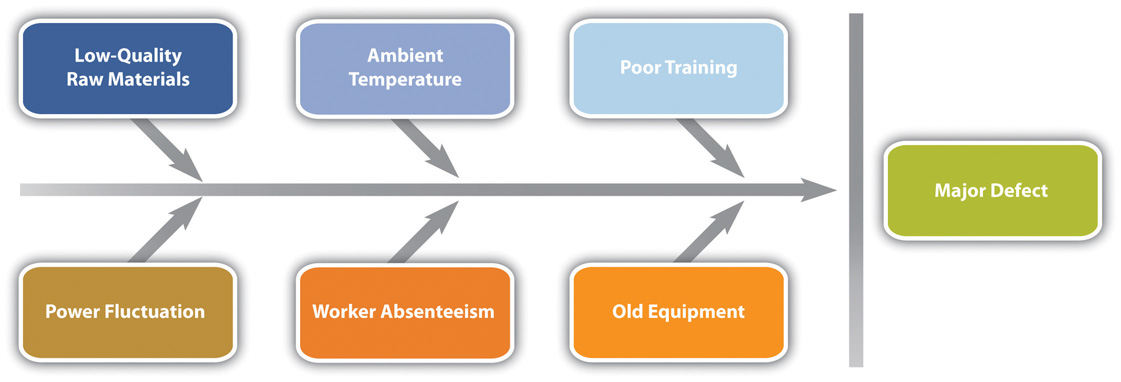 Low-Quality
Raw Materials
Ambient
Temperature
Poor Training
Major Defect
Power Fluctuation
Worker Absenteeism
Old Equipment